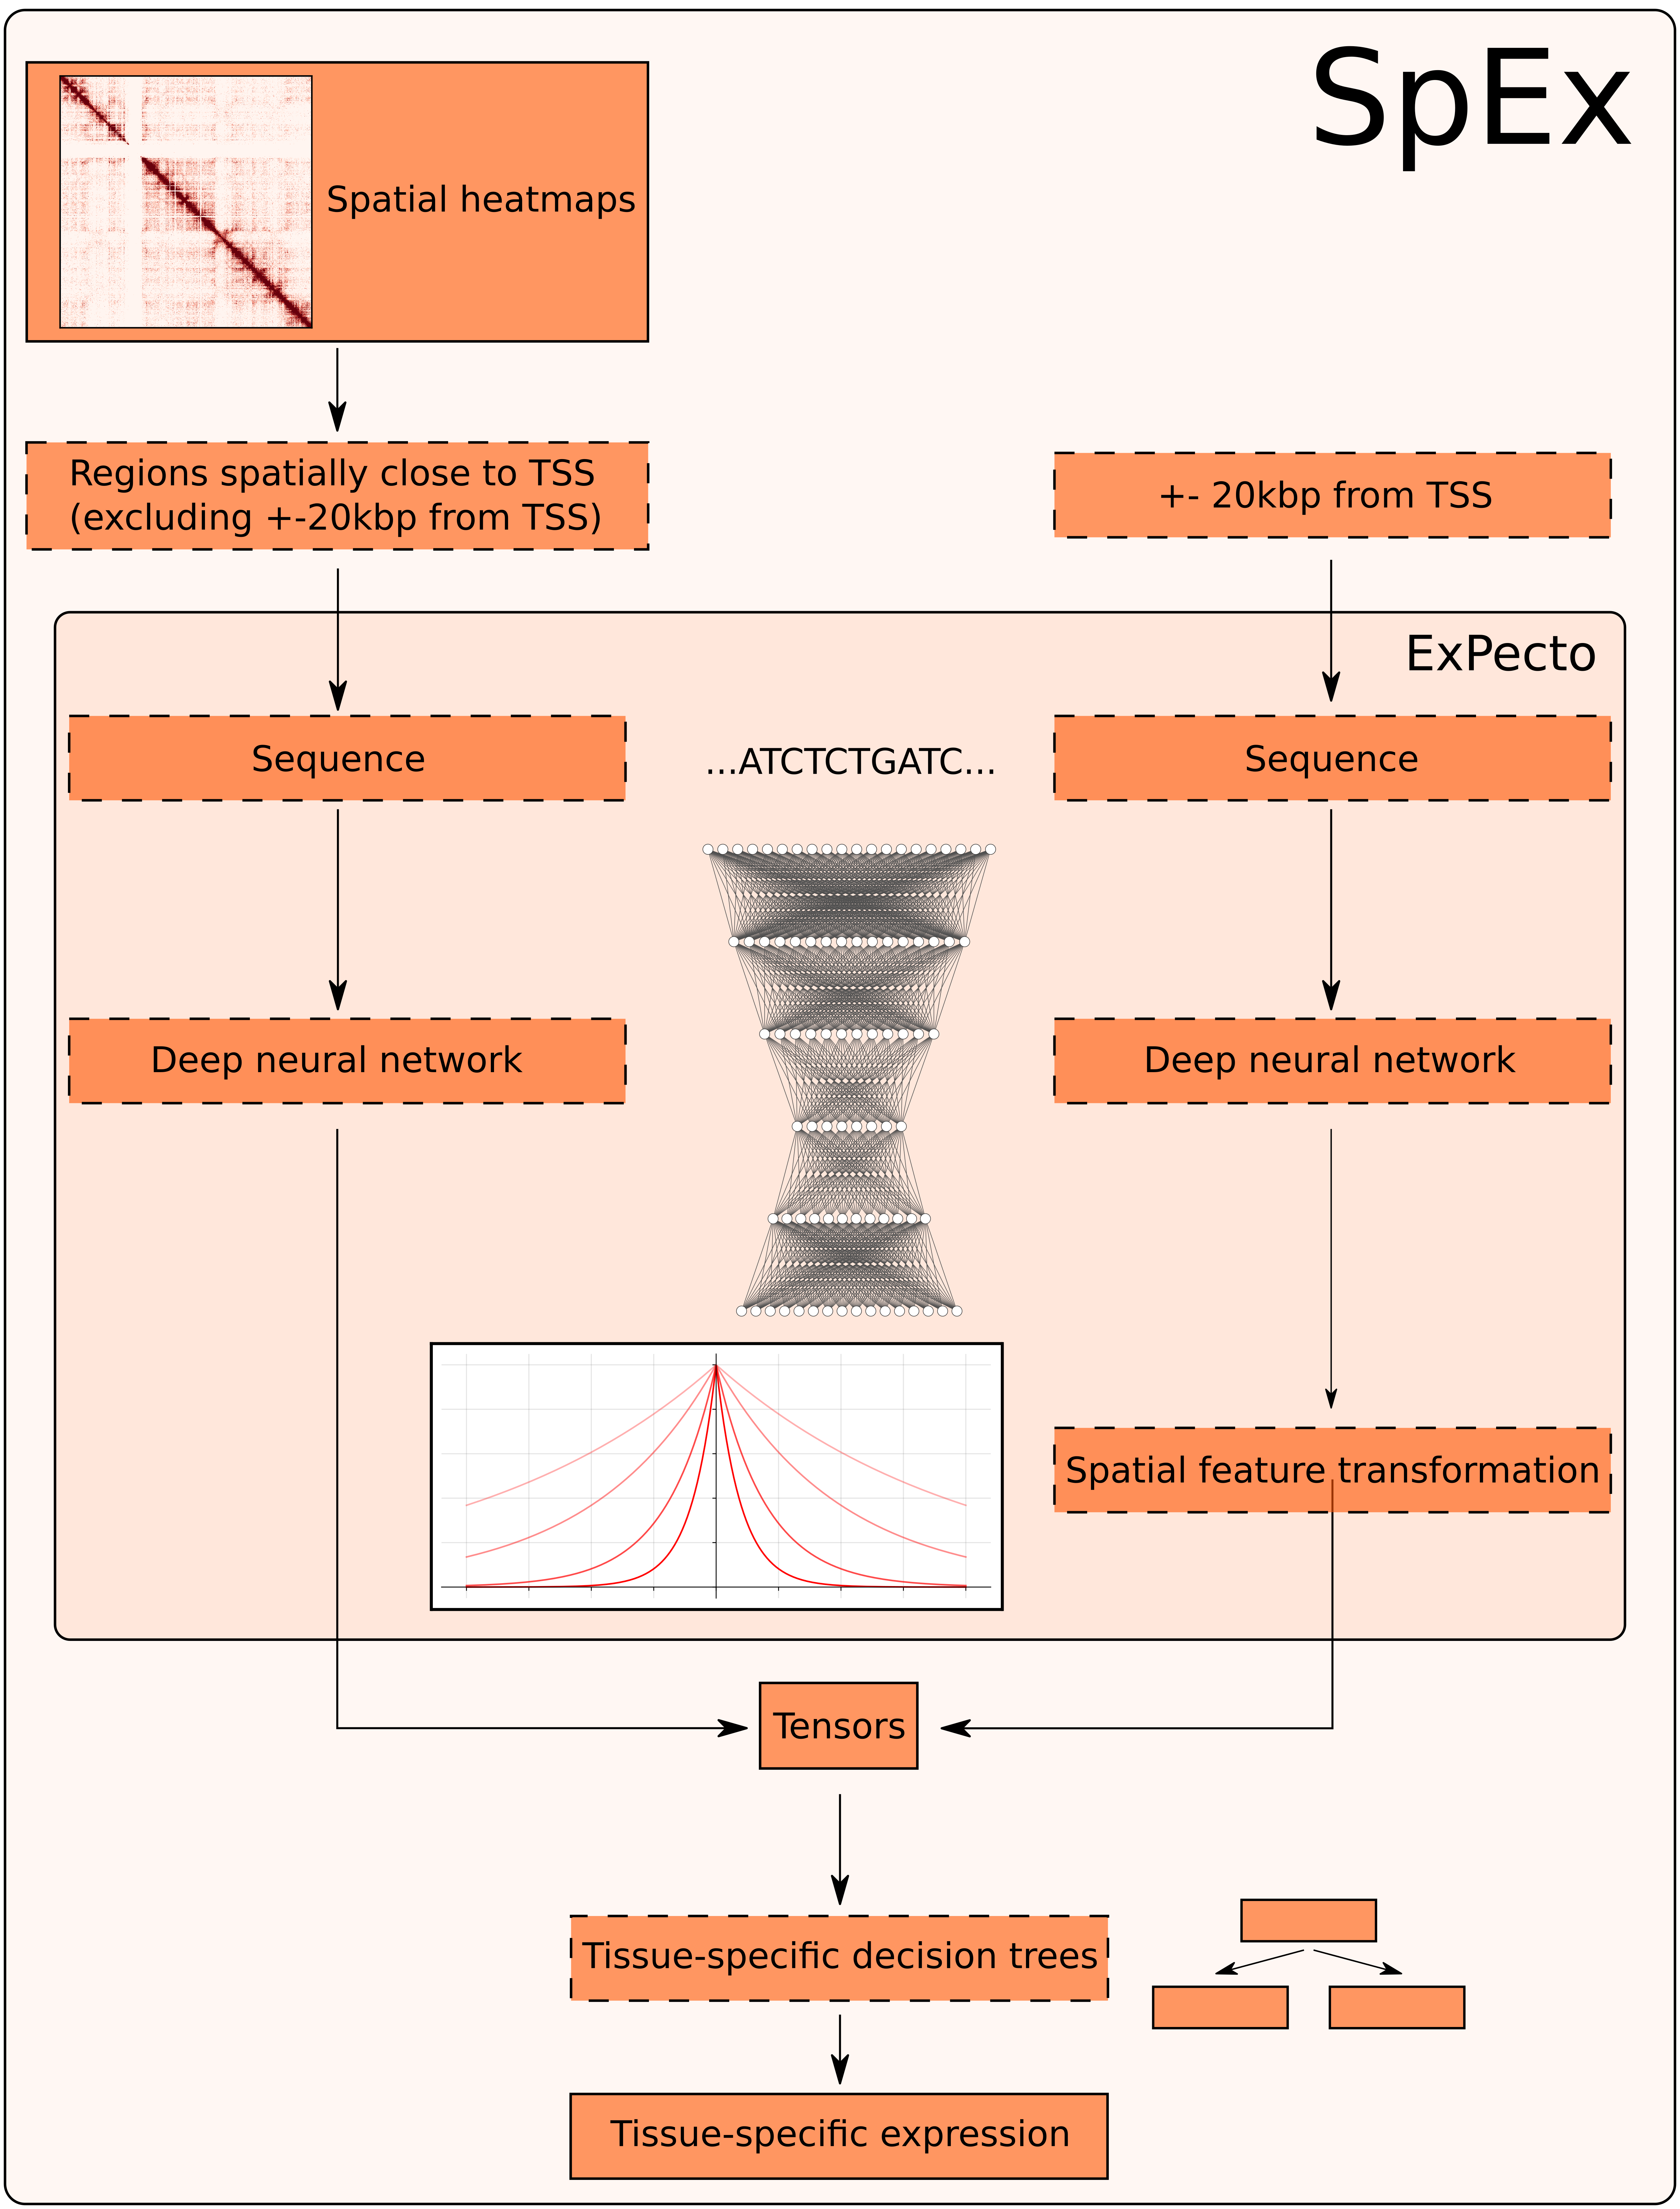 SpEx
Spatial heatmaps
Regions spatially close to TSS
(excluding +-20kbp from TSS)
+- 20kbp from TSS
ExPecto
Sequence
...ATCTCTGATC...
Sequence
Deep neural network
Deep neural network
Spatial feature transformation
Tensors
Tissue-specific decision trees
Tissue-specific expression